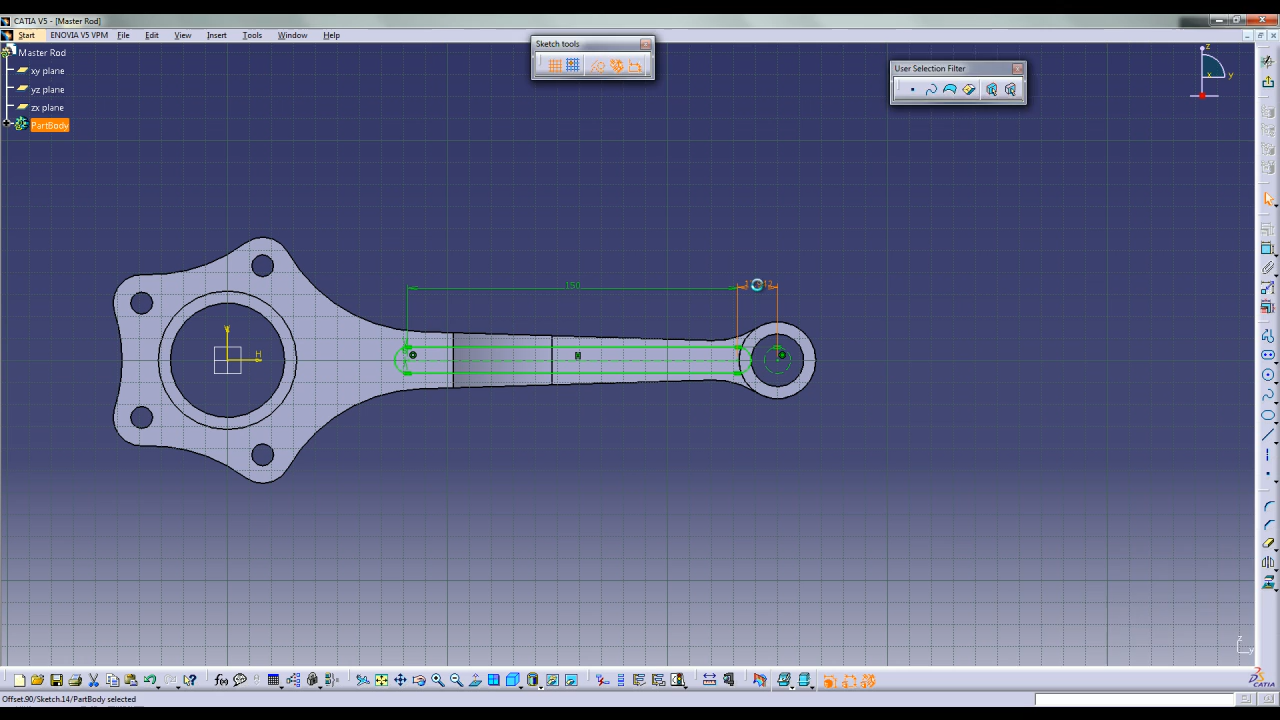 CATIA V5 - [Master Rod]
Start ENOVIA V5 VPM File Edit View Insert Tools Window Help
Sketch tools
User Selection Filter
Master Rod
xy plane
yz plane
zx plane
PartBody
z
x y
150
V
H
H
z
y
f(x)
CATIA
Offset.90/Sketch.14/PartBody selected